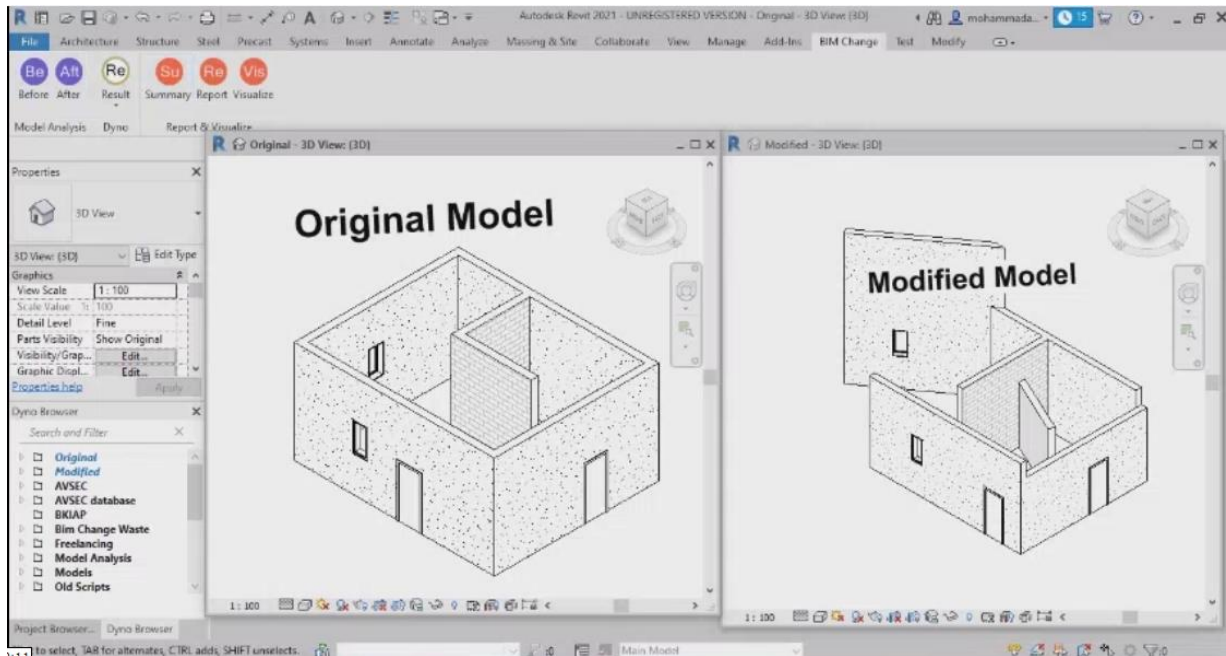 Autodesk Revit 2021 - UNREGISTERED VERSION - Original - 3D View: {3D}
mohammada...
15
File Architecture Structure Steel Precast Systems Insert Annotate Analyze Massing & Site Collaborate View Manage Add-Ins BIM Change Test Modify
Be Aft Re Su Re Vis
Before After Result Summary Report Visualize
Model Analysis Dyno Report & Visualize
Properties
3D View
3D View: {3D} Edit Type
Graphics
View Scale 1 : 100
Scale Value 1: 100
Detail Level Fine
Parts Visibility Show Original
Visibility/Grap... Edit...
Graphic Displ... Edit...
Properties help Apply
Dyno Browser
Search and Filter
Original
Modified
AVSEC
AVSEC database
BKIAP
Bim Change Waste
Freelancing
Model Analysis
Models
Old Scripts
Project Browser... Dyno Browser
Original - 3D View: {3D}
Original Model
1 : 100
Modified - 3D View: {3D}
Modified Model
1 : 100
to select, TAB for alternates, CTRL adds, SHIFT unselects.
:0
Main Model
:0